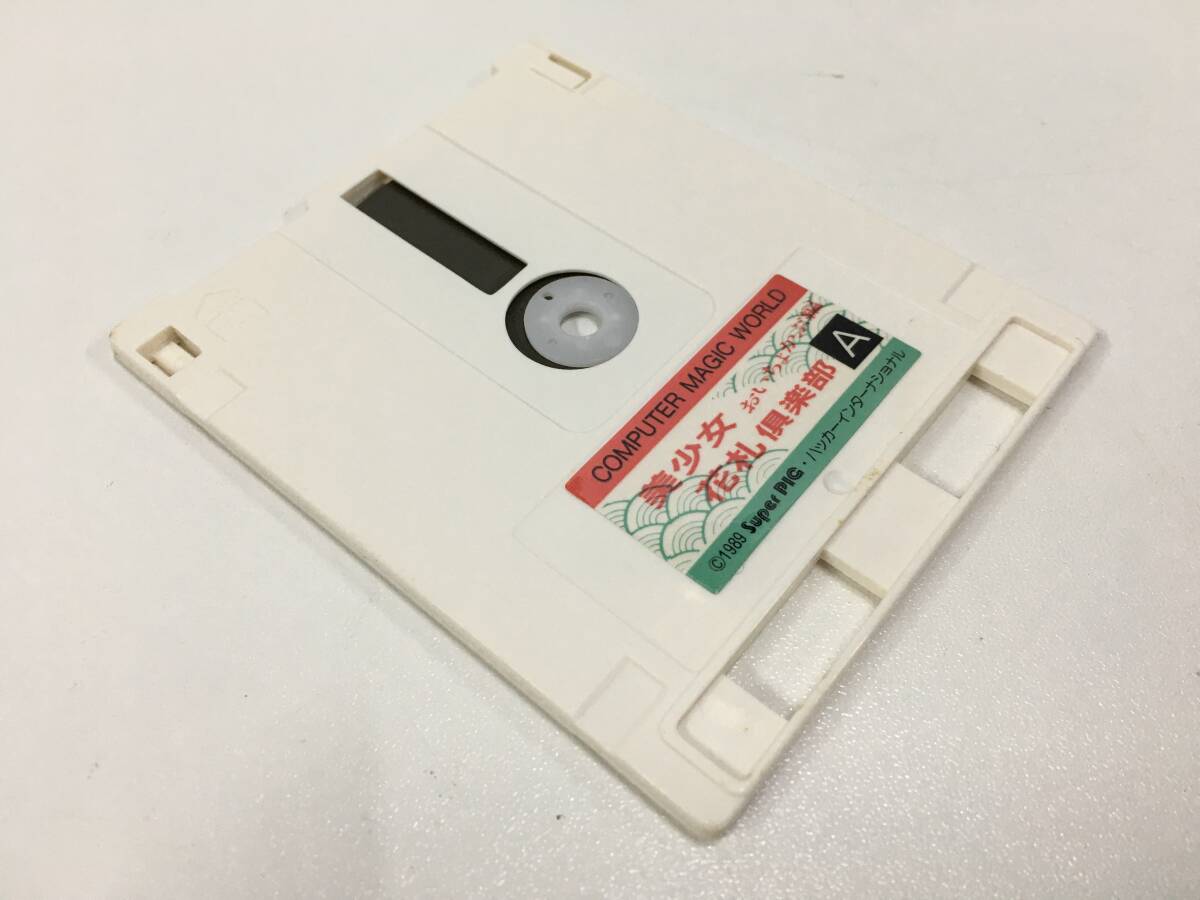 COMPUTER MAGIC WORLD
美少女
おいちょかぶ編
花札倶楽部
A
©1989 Super PIG・ハッカーインターナショナル